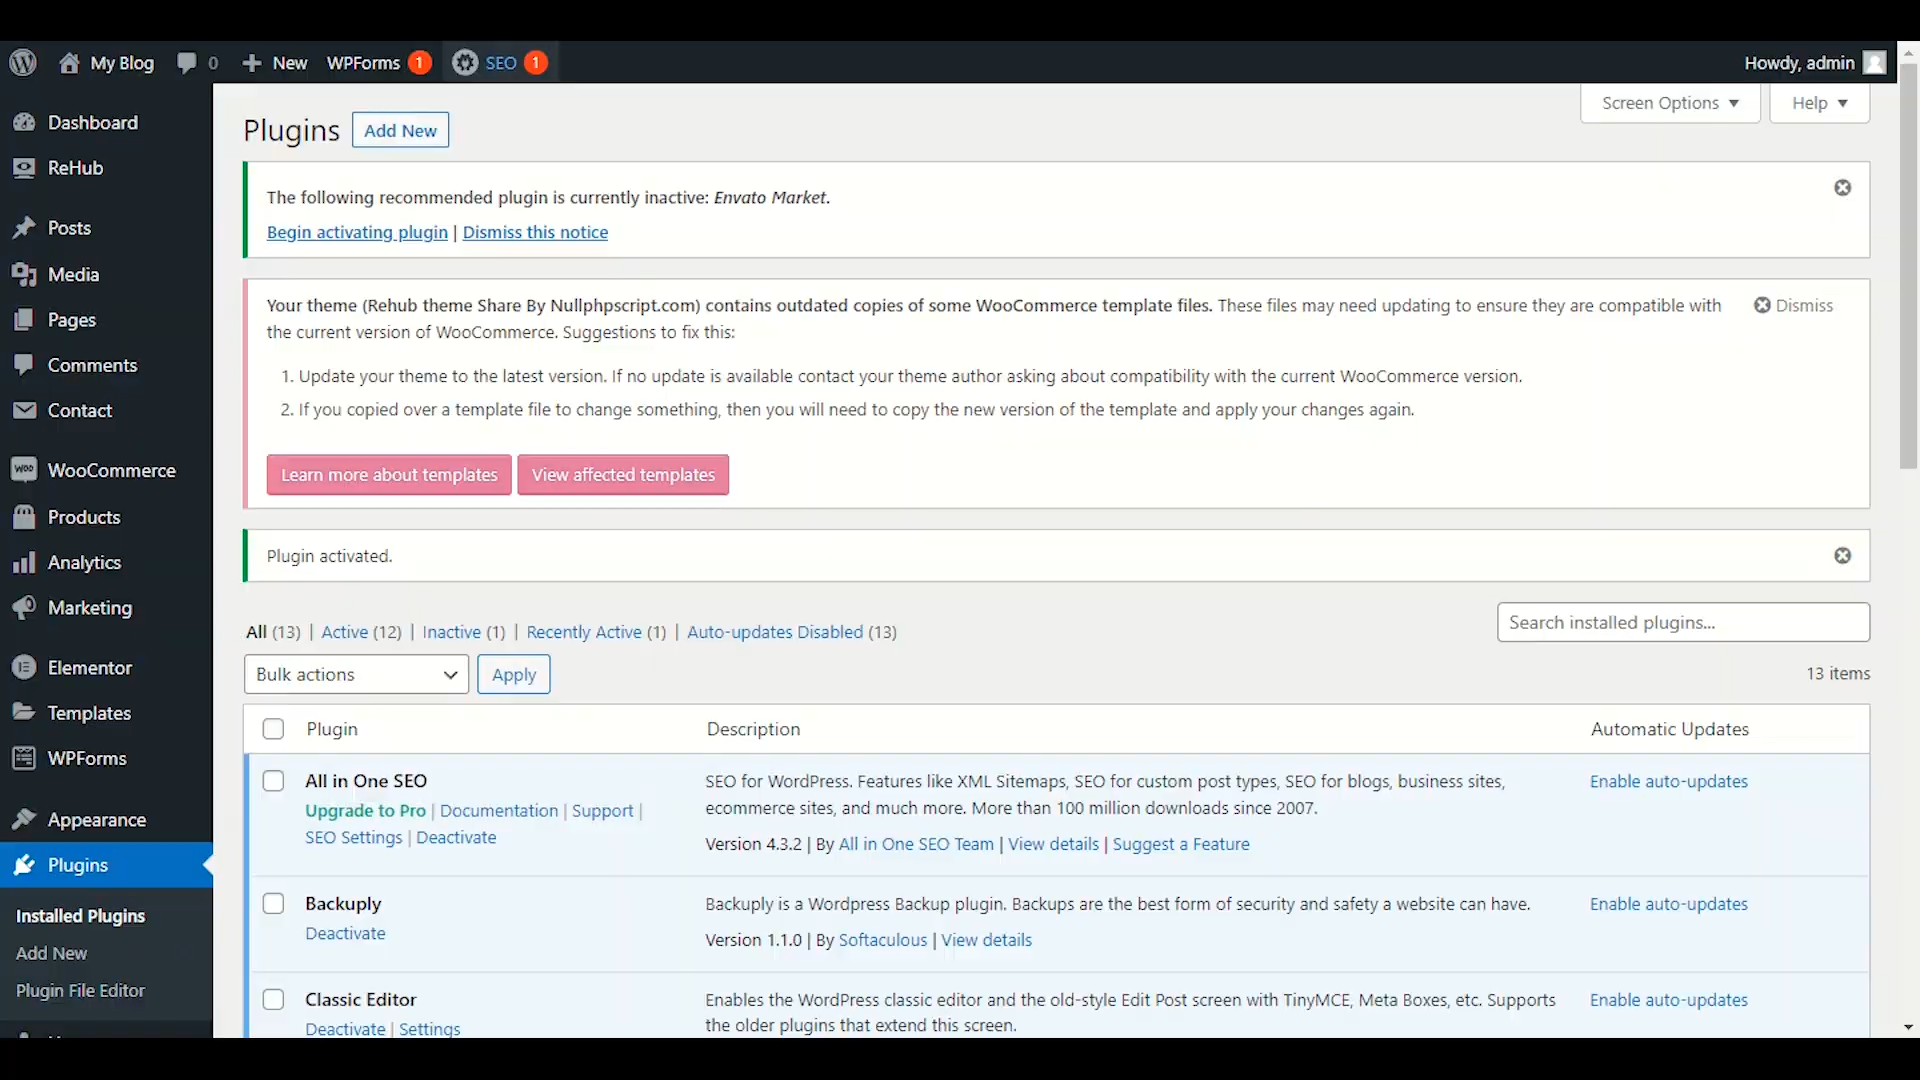 My Blog 0 New WPForms 1 SEO 1 Howdy, admin
Dashboard
ReHub
Posts
Media
Pages
Comments
Contact
WooCommerce
Products
Analytics
Marketing
Elementor
Templates
WPForms
Appearance
Plugins
Installed Plugins
Add New
Plugin File Editor
Screen Options Help
Plugins Add New
The following recommended plugin is currently inactive: Envato Market.
Begin activating plugin | Dismiss this notice
Your theme (Rehub theme Share By Nullphpscript.com) contains outdated copies of some WooCommerce template files. These files may need updating to ensure they are compatible with
the current version of WooCommerce. Suggestions to fix this:
Dismiss
1. Update your theme to the latest version. If no update is available contact your theme author asking about compatibility with the current WooCommerce version.
2. If you copied over a template file to change something, then you will need to copy the new version of the template and apply your changes again.
Learn more about templates View affected templates
Plugin activated.
All (13) | Active (12) | Inactive (1) | Recently Active (1) | Auto-updates Disabled (13)
Search installed plugins...
Bulk actions Apply
13 items
Plugin Description Automatic Updates
All in One SEO
Upgrade to Pro | Documentation | Support |
SEO Settings | Deactivate
SEO for WordPress. Features like XML Sitemaps, SEO for custom post types, SEO for blogs, business sites,
ecommerce sites, and much more. More than 100 million downloads since 2007.
Version 4.3.2 | By All in One SEO Team | View details | Suggest a Feature
Enable auto-updates
Backuply
Deactivate
Backuply is a Wordpress Backup plugin. Backups are the best form of security and safety a website can have.
Version 1.1.0 | By Softaculous | View details
Enable auto-updates
Classic Editor
Deactivate | Settings
Enables the WordPress classic editor and the old-style Edit Post screen with TinyMCE, Meta Boxes, etc. Supports
the older plugins that extend this screen.
Enable auto-updates